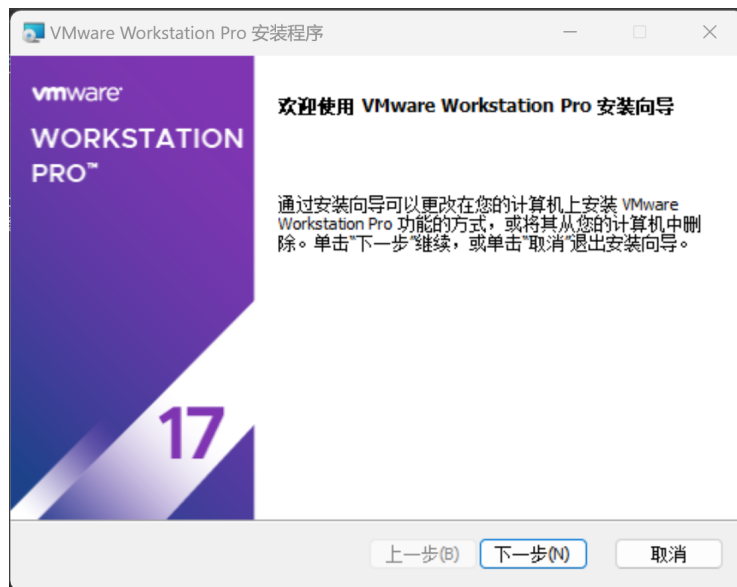 VMware Workstation Pro 安装程序
vmware
WORKSTATION
PRO™
欢迎使用 VMware Workstation Pro 安装向导
通过安装向导可以更改在您的计算机上安装 VMware
Workstation Pro 功能的方式，或将其从您的计算机中删
除。单击"下一步"继续，或单击"取消"退出安装向导。
17
上一步(B)
下一步(N)
取消